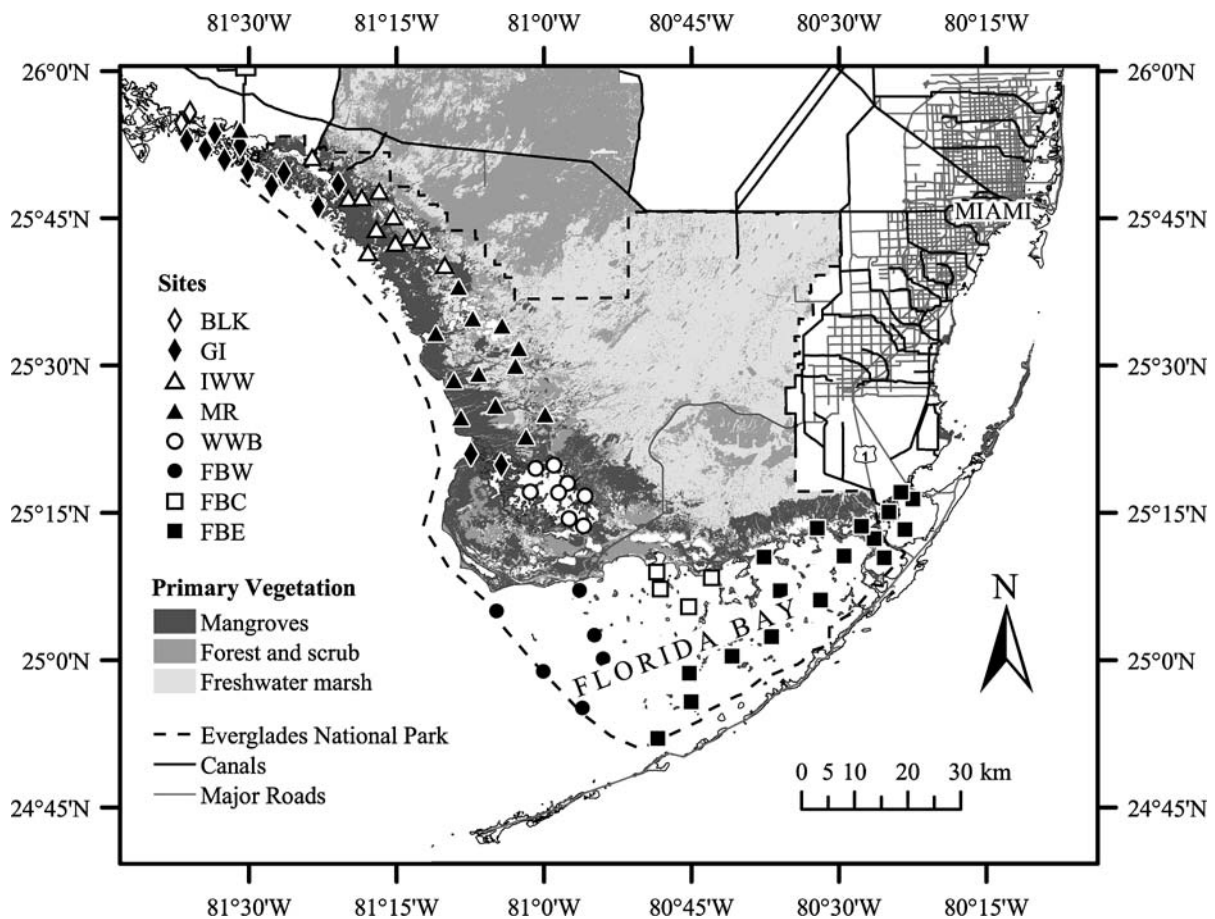 81°30'W 81°15'W 81°0'W 80°45'W 80°30'W 80°15'W
26°0'N 26°0'N
25°45'N 25°45'N
MIAMI
Sites
BLK
GI
IWW
MR
WWB
FBW
FBC
FBE
25°30'N 25°30'N
1
25°15'N 25°15'N
Primary Vegetation
Mangroves
Forest and scrub
Freshwater marsh
FLORIDA BAY
N
25°0'N 25°0'N
Everglades National Park
Canals
Major Roads
0 5 10 20 30 km
24°45'N 24°45'N
81°30'W 81°15'W 81°0'W 80°45'W 80°30'W 80°15'W